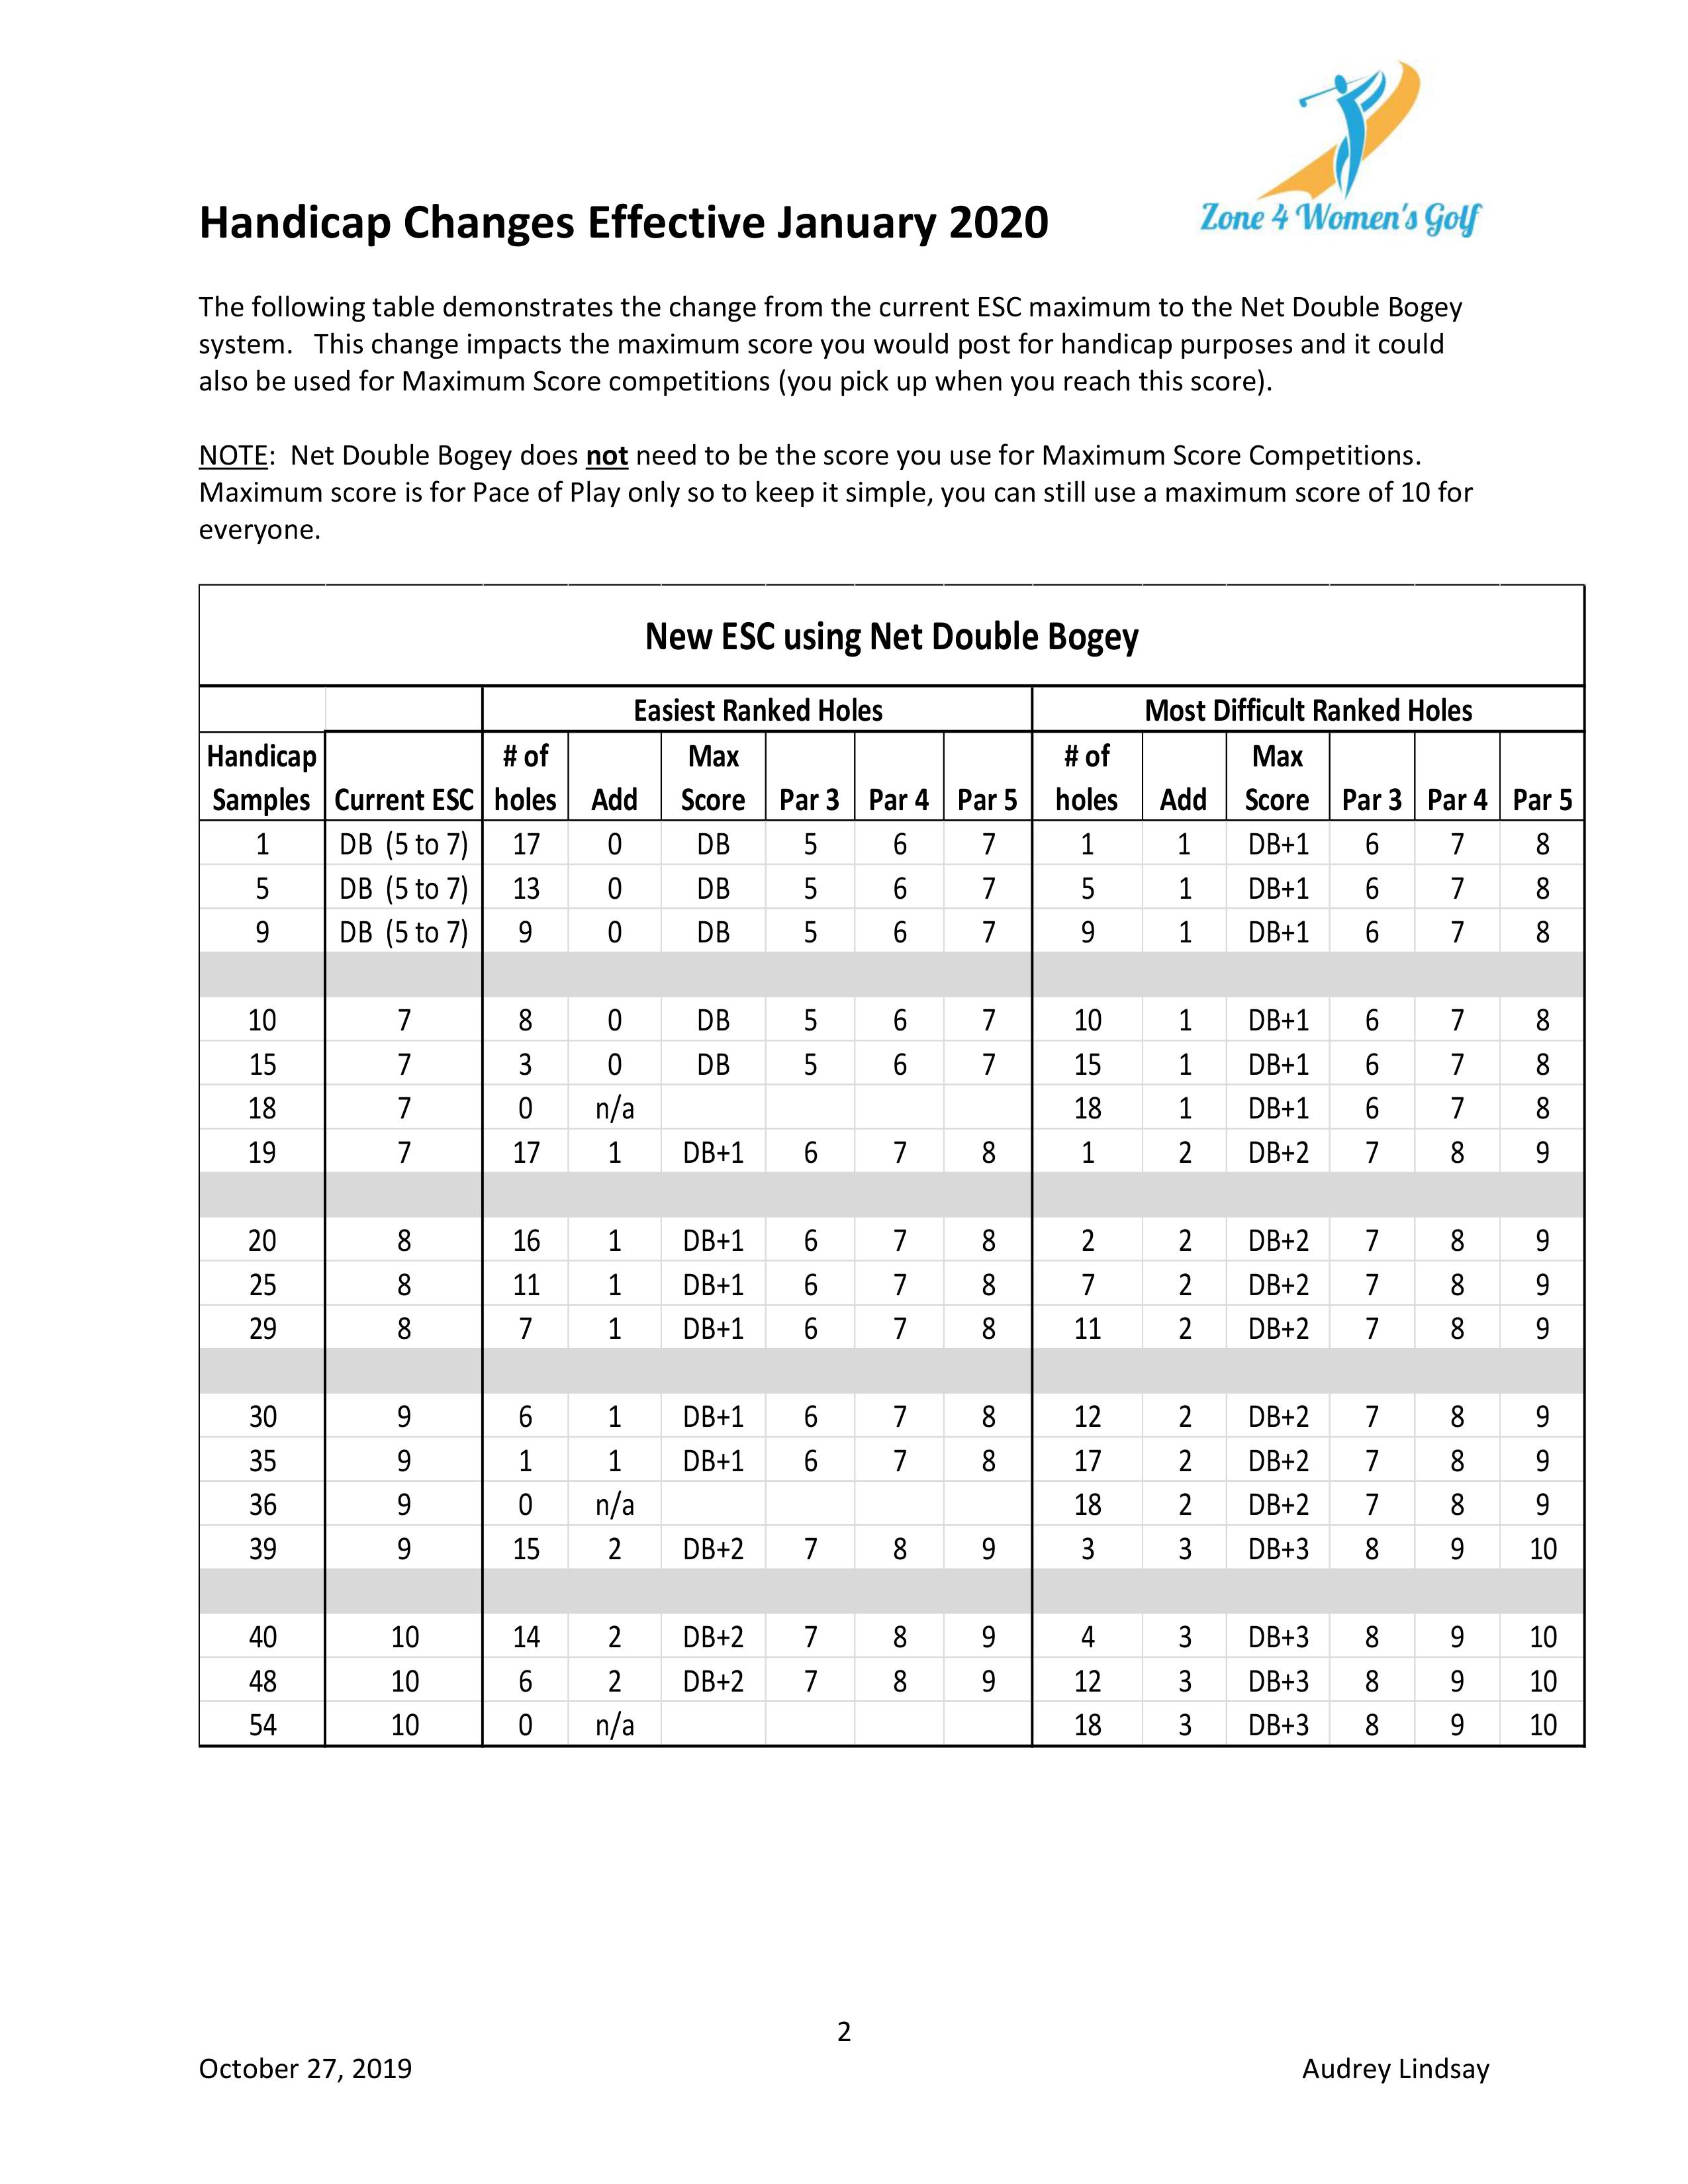 Zone 4 Women's Golf
Handicap Changes Effective January 2020
The following table demonstrates the change from the current ESC maximum to the Net Double Bogey
system.   This change impacts the maximum score you would post for handicap purposes and it could
also be used for Maximum Score competitions (you pick up when you reach this score).
NOTE:  Net Double Bogey does not need to be the score you use for Maximum Score Competitions.
Maximum score is for Pace of Play only so to keep it simple, you can still use a maximum score of 10 for
everyone.
New ESC using Net Double Bogey
Easiest Ranked Holes Most Difficult Ranked Holes
Handicap # of Max # of Max
Samples Current ESC holes Add Score Par 3 Par 4 Par 5 holes Add Score Par 3 Par 4 Par 5
1 DB (5 to 7) 17 0 DB 5 6 7 1 1 DB+1 6 7 8
5 DB (5 to 7) 13 0 DB 5 6 7 5 1 DB+1 6 7 8
9 DB (5 to 7) 9 0 DB 5 6 7 9 1 DB+1 6 7 8
10 7 8 0 DB 5 6 7 10 1 DB+1 6 7 8
15 7 3 0 DB 5 6 7 15 1 DB+1 6 7 8
18 7 0 n/a 18 1 DB+1 6 7 8
19 7 17 1 DB+1 6 7 8 1 2 DB+2 7 8 9
20 8 16 1 DB+1 6 7 8 2 2 DB+2 7 8 9
25 8 11 1 DB+1 6 7 8 7 2 DB+2 7 8 9
29 8 7 1 DB+1 6 7 8 11 2 DB+2 7 8 9
30 9 6 1 DB+1 6 7 8 12 2 DB+2 7 8 9
35 9 1 1 DB+1 6 7 8 17 2 DB+2 7 8 9
36 9 0 n/a 18 2 DB+2 7 8 9
39 9 15 2 DB+2 7 8 9 3 3 DB+3 8 9 10
40 10 14 2 DB+2 7 8 9 4 3 DB+3 8 9 10
48 10 6 2 DB+2 7 8 9 12 3 DB+3 8 9 10
54 10 0 n/a 18 3 DB+3 8 9 10
2
October 27, 2019 Audrey Lindsay